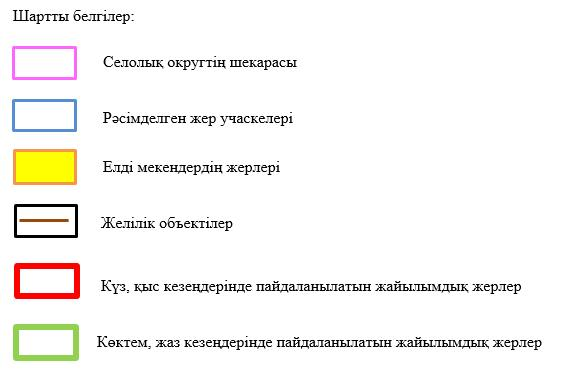 Шартты белгілер:
Селолық округтің шекарасы
Рәсімделген жер учаскелері
Елді мекендердің жерлері
Желілік объектілер
Күз, қыс кезеңдерінде пайдаланылатын жайылымдық жерлер
Көктем, жаз кезеңдерінде пайдаланылатын жайылымдық жерлер